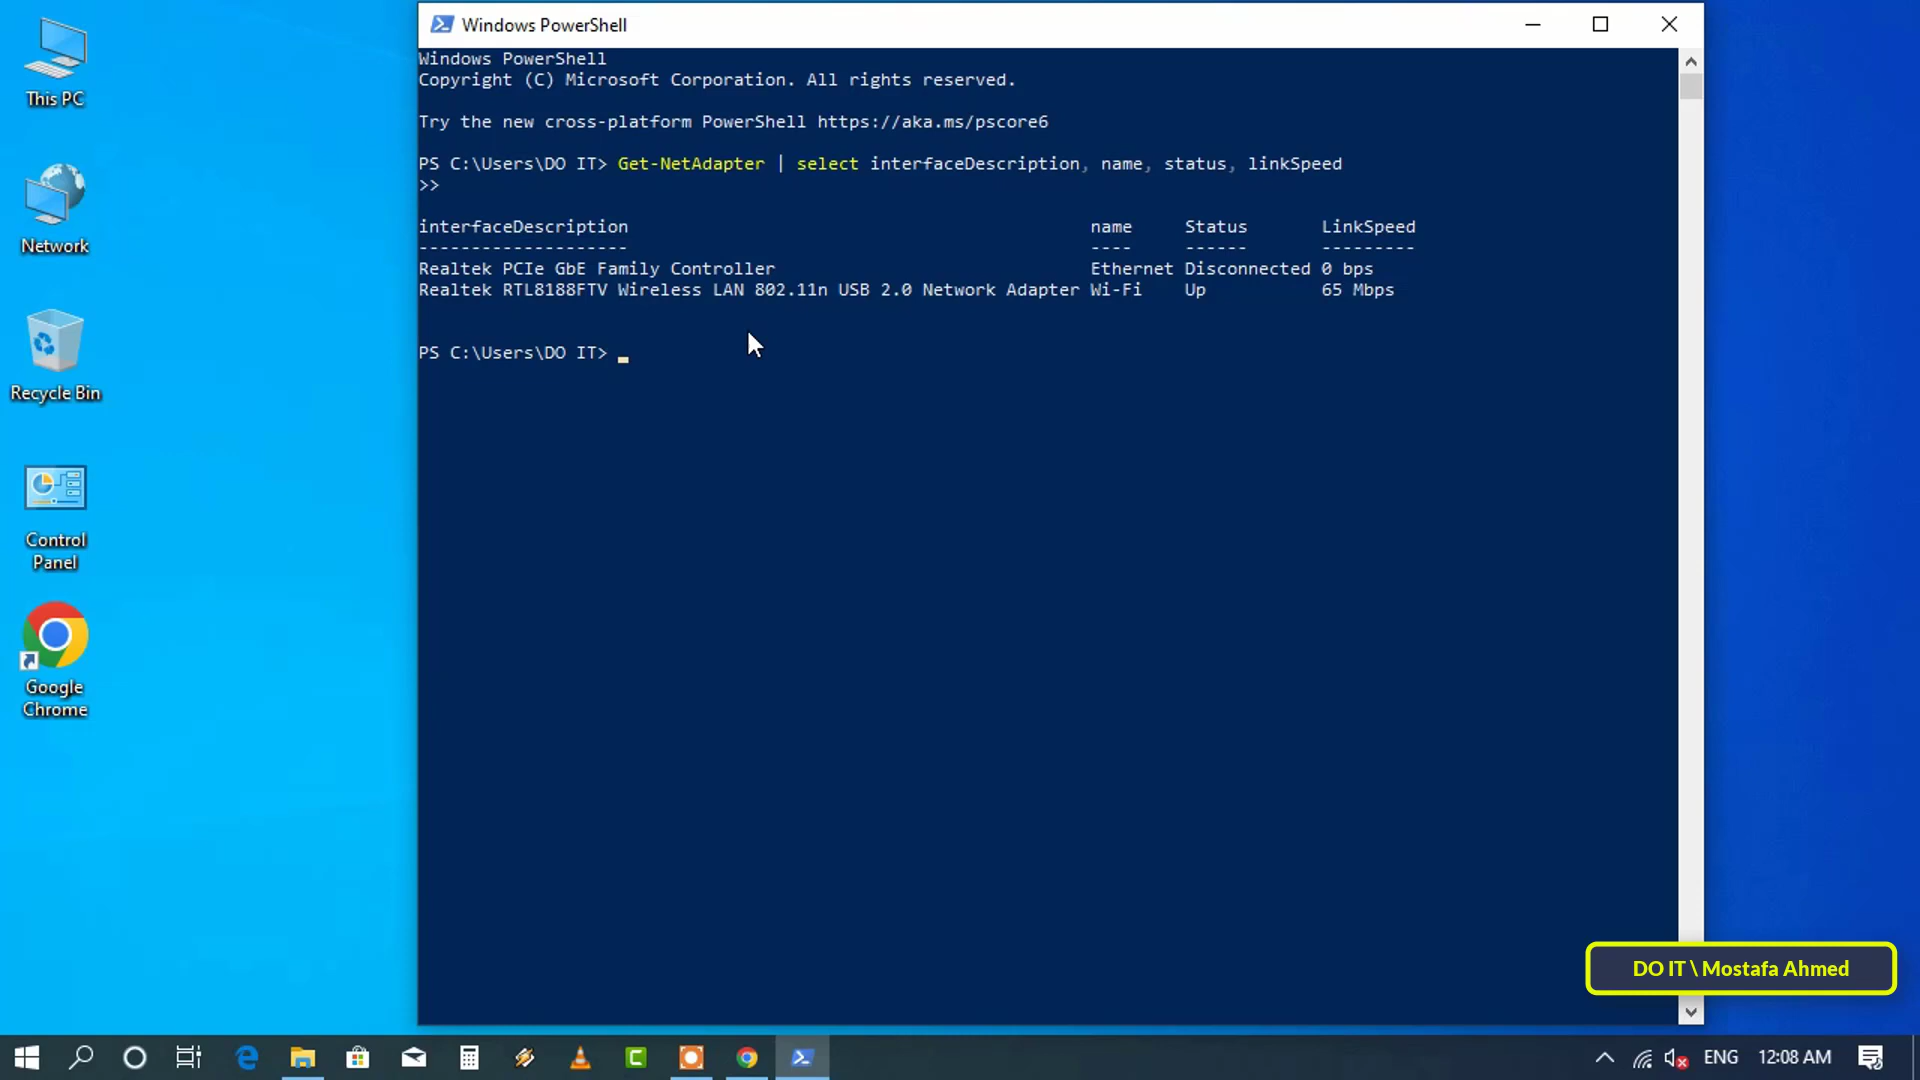 Windows PowerShell
Windows PowerShell
Copyright (C) Microsoft Corporation. All rights reserved.
Try the new cross-platform PowerShell https://aka.ms/pscore6
PS C:\Users\DO IT> Get-NetAdapter | select interfaceDescription, name, status, linkSpeed
>>
interfaceDescription name Status LinkSpeed
-------------------- ---- ------ ---------
Realtek PCIe GbE Family Controller Ethernet Disconnected 0 bps
Realtek RTL8188FTV Wireless LAN 802.11n USB 2.0 Network Adapter Wi-Fi Up 65 Mbps
PS C:\Users\DO IT>
This PC
Network
Recycle Bin
Control
Panel
Google
Chrome
DO IT \ Mostafa Ahmed
ENG 12:08 AM